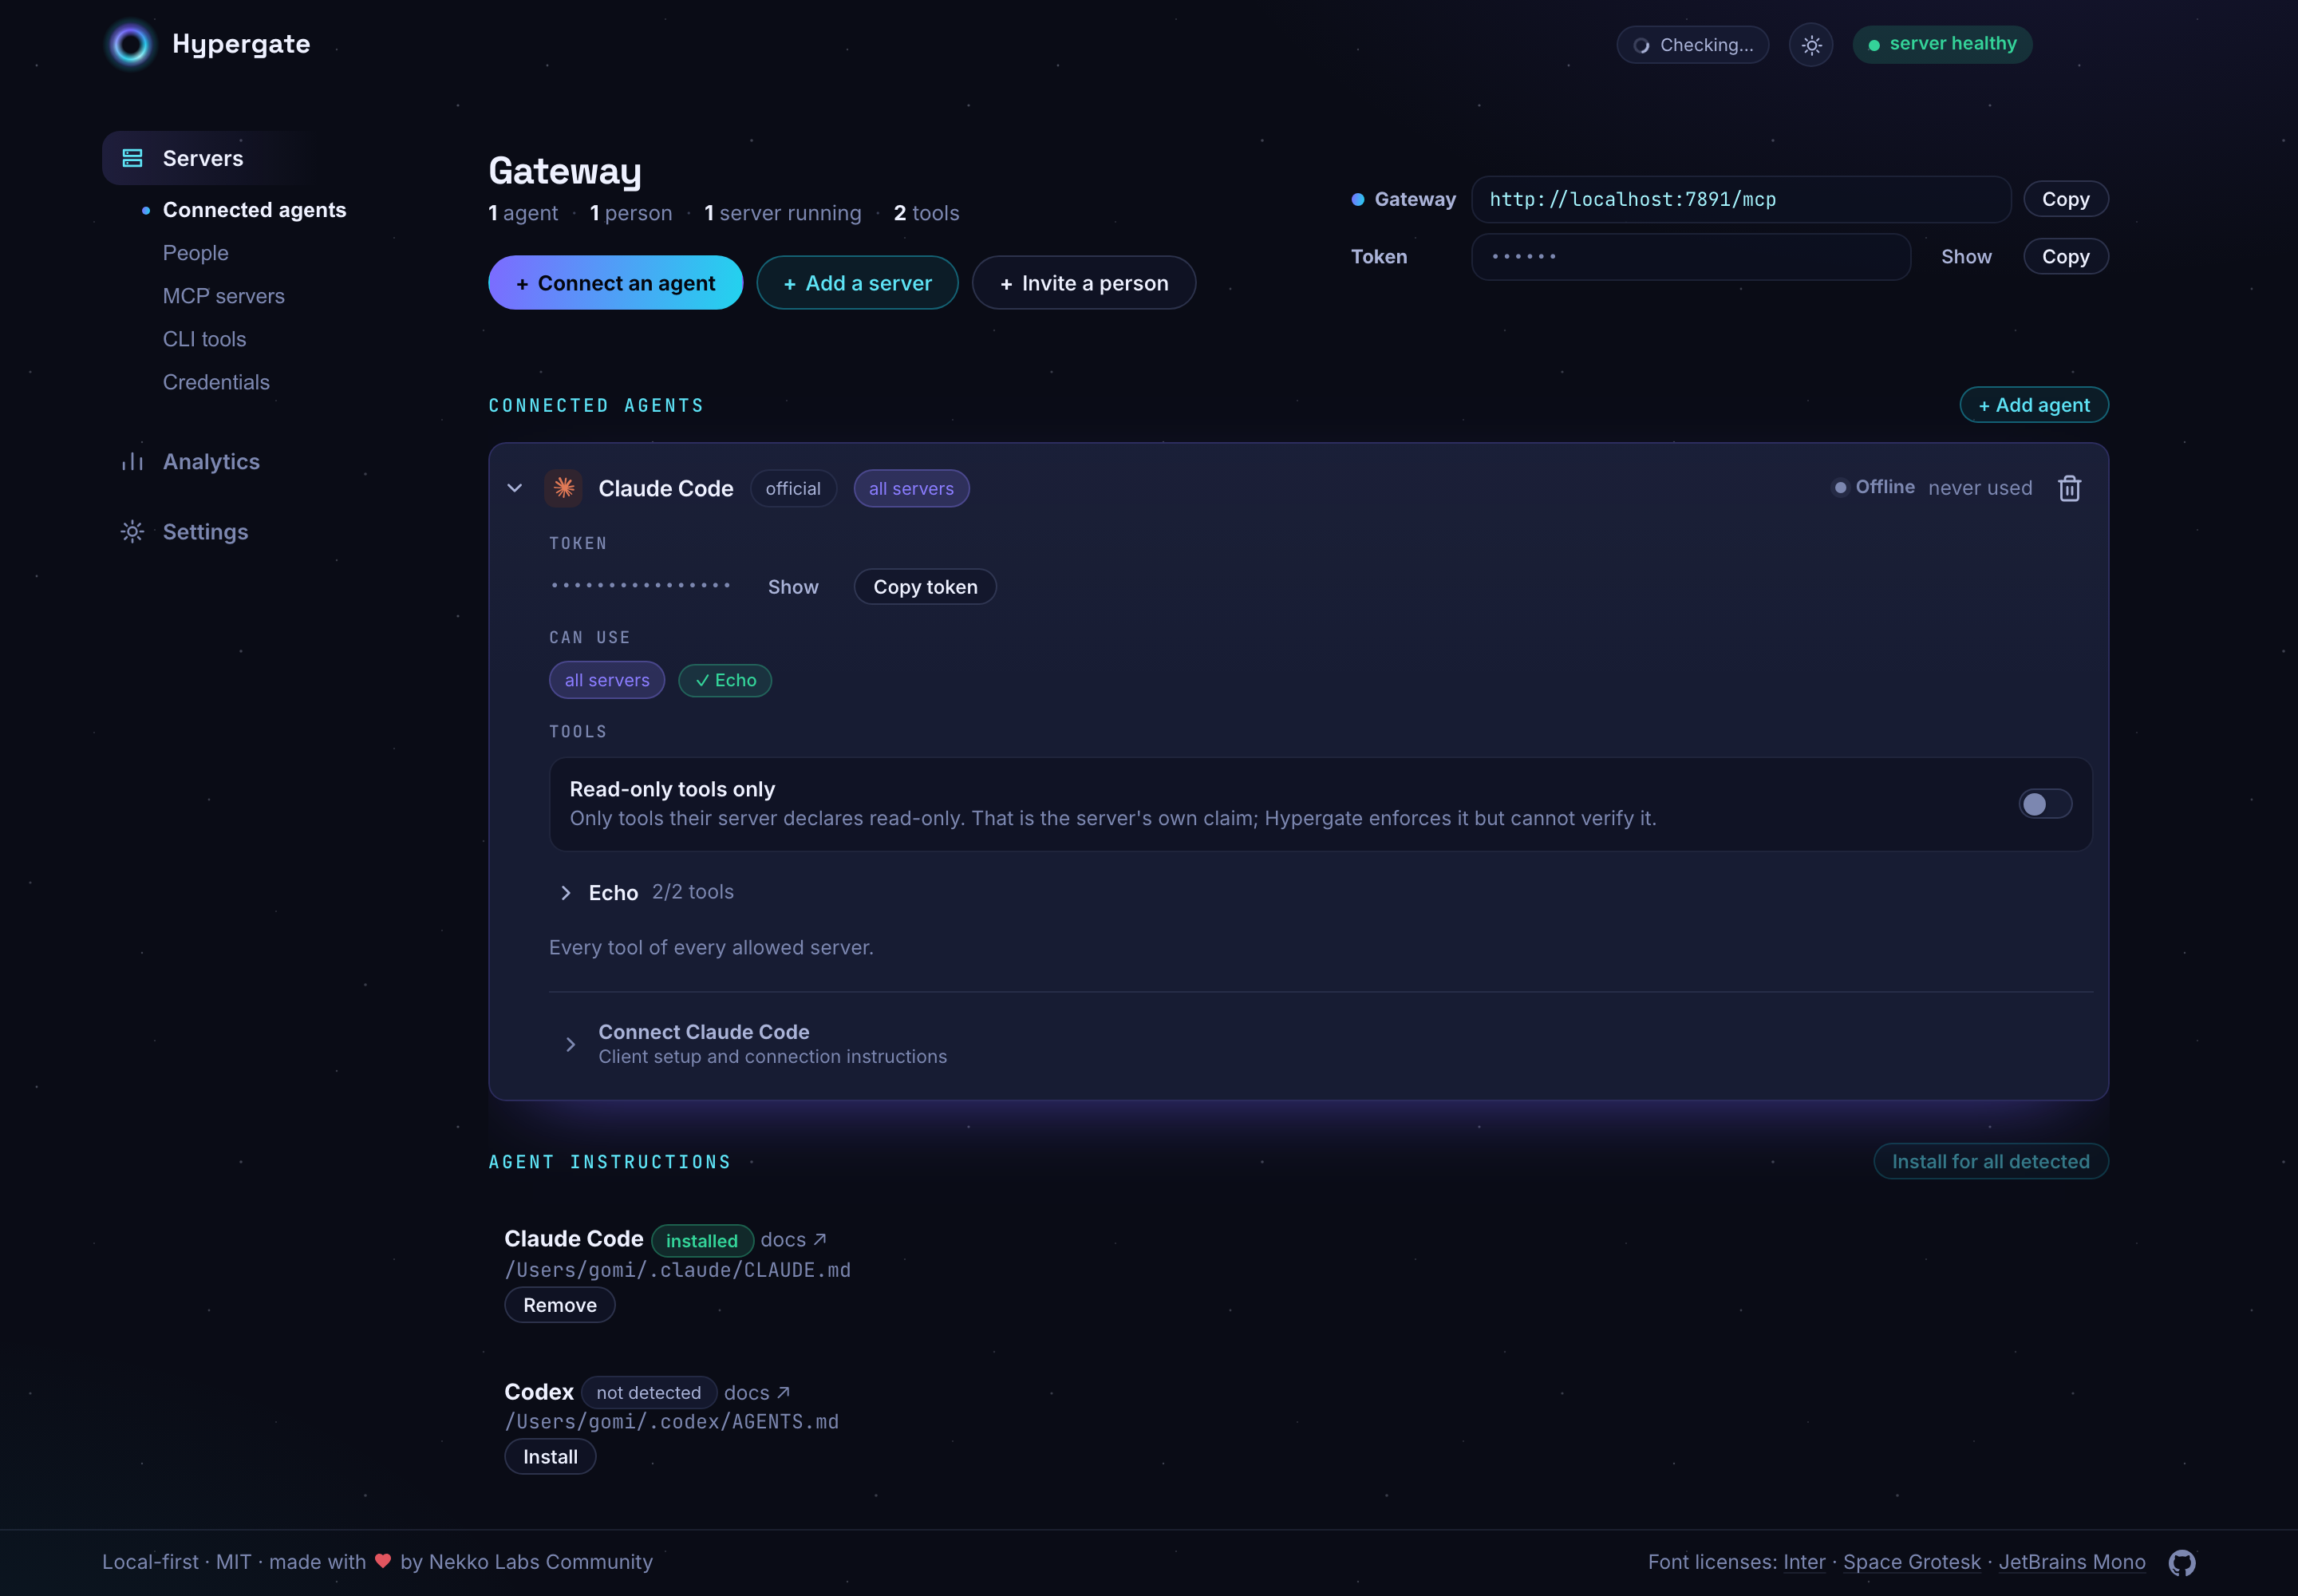 Hypergate
Checking...
server healthy
Servers
Connected agents
People
MCP servers
CLI tools
Credentials
Analytics
Settings
Gateway
1 agent · 1 person · 1 server running · 2 tools
+ Connect an agent
+ Add a server
+ Invite a person
Gateway http://localhost:7891/mcp Copy
Token •••••• Show Copy
CONNECTED AGENTS
+ Add agent
Claude Code official all servers Offline never used
TOKEN
•••••••••••••••• Show Copy token
CAN USE
all servers ✓ Echo
TOOLS
Read-only tools only
Only tools their server declares read-only. That is the server's own claim; Hypergate enforces it but cannot verify it.
Echo 2/2 tools
Every tool of every allowed server.
Connect Claude Code
Client setup and connection instructions
AGENT INSTRUCTIONS
Install for all detected
Claude Code installed docs ↗
/Users/gomi/.claude/CLAUDE.md
Remove
Codex not detected docs ↗
/Users/gomi/.codex/AGENTS.md
Install
Local-first · MIT · made with ♥ by Nekko Labs Community
Font licenses: Inter · Space Grotesk · JetBrains Mono